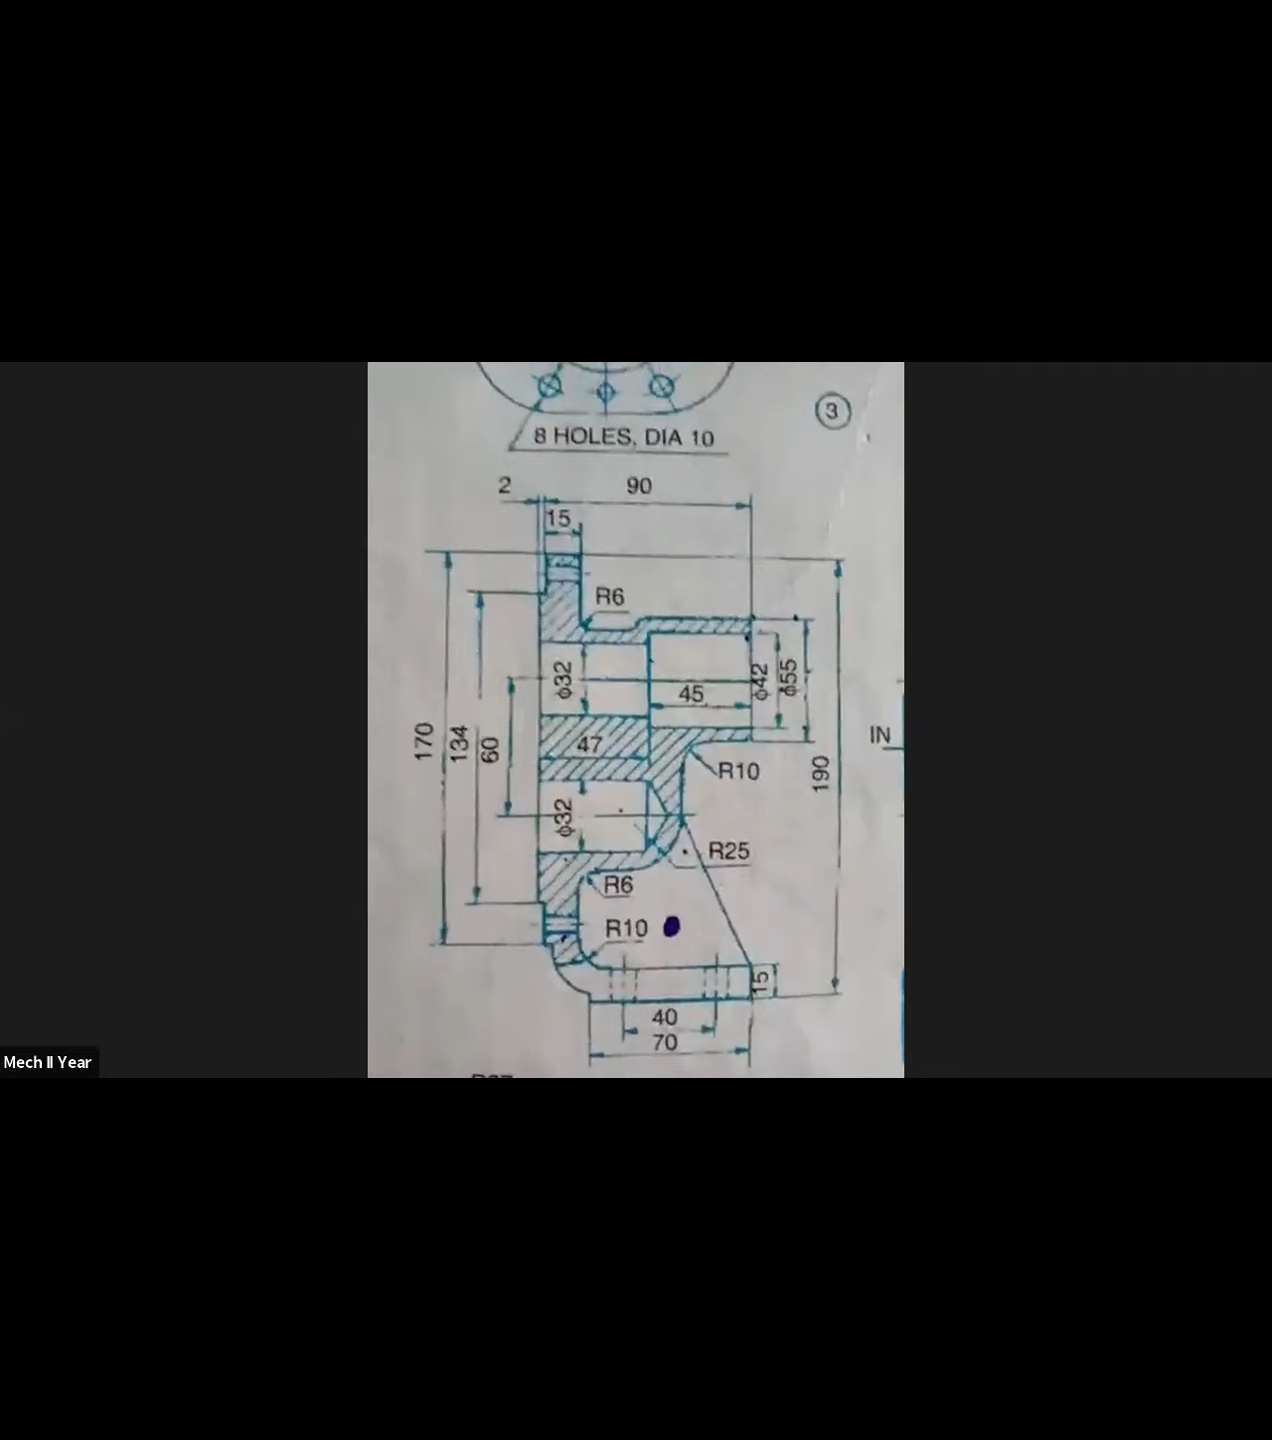 3
8 HOLES, DIA 10
2
90
15
R6
ϕ32
45
ϕ42
ϕ55
170
134
60
47
IN
R10
190
ϕ32
R25
R6
R10
15
40
70
Mech II Year